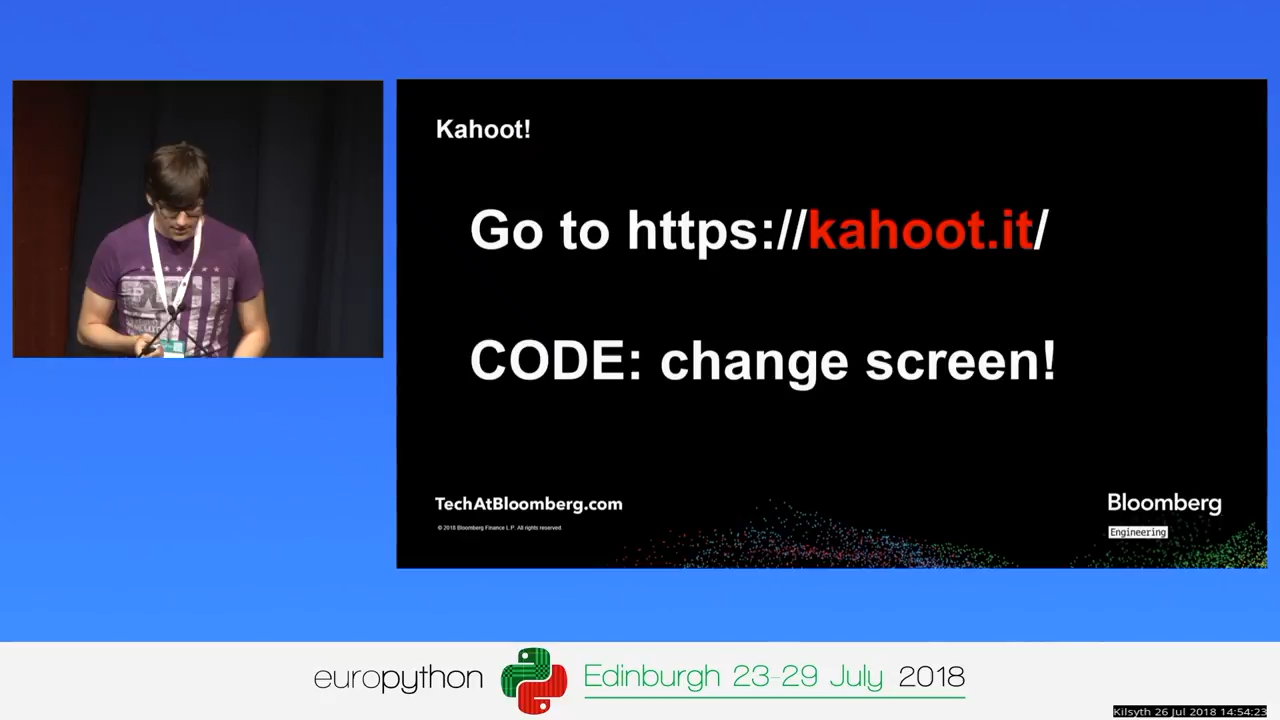 Kahoot!
Go to https://kahoot.it/
CODE: change screen!
TechAtBloomberg.com
© 2018 Bloomberg Finance L.P. All rights reserved.
Bloomberg
Engineering
europython
Edinburgh 23-29 July 2018
Kilsyth 26 Jul 2018 14:54:23